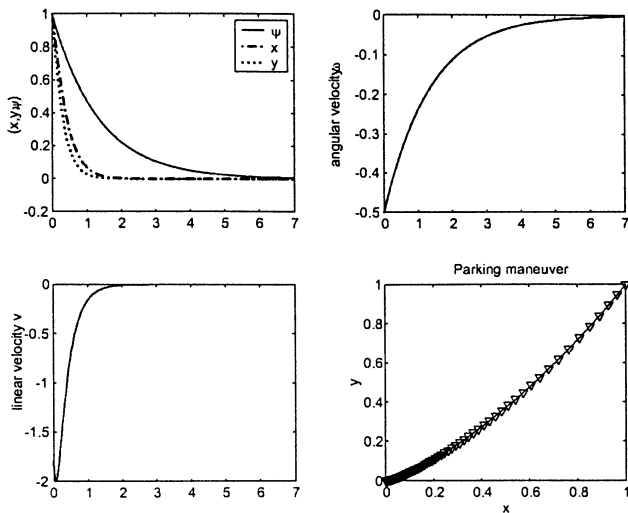 1
0.8
0.6
0.4
0.2
0
-0.2
(x,yψ)
ψ
x
y
0 1 2 3 4 5 6 7
0
-0.1
-0.2
-0.3
-0.4
-0.5
angular velocityω
0 1 2 3 4 5 6 7
0
-0.5
-1
-1.5
-2
linear velocity v
0 1 2 3 4 5 6 7
Parking maneuver
1
0.8
0.6
0.4
0.2
0
y
0 0.2 0.4 0.6 0.8 1
x